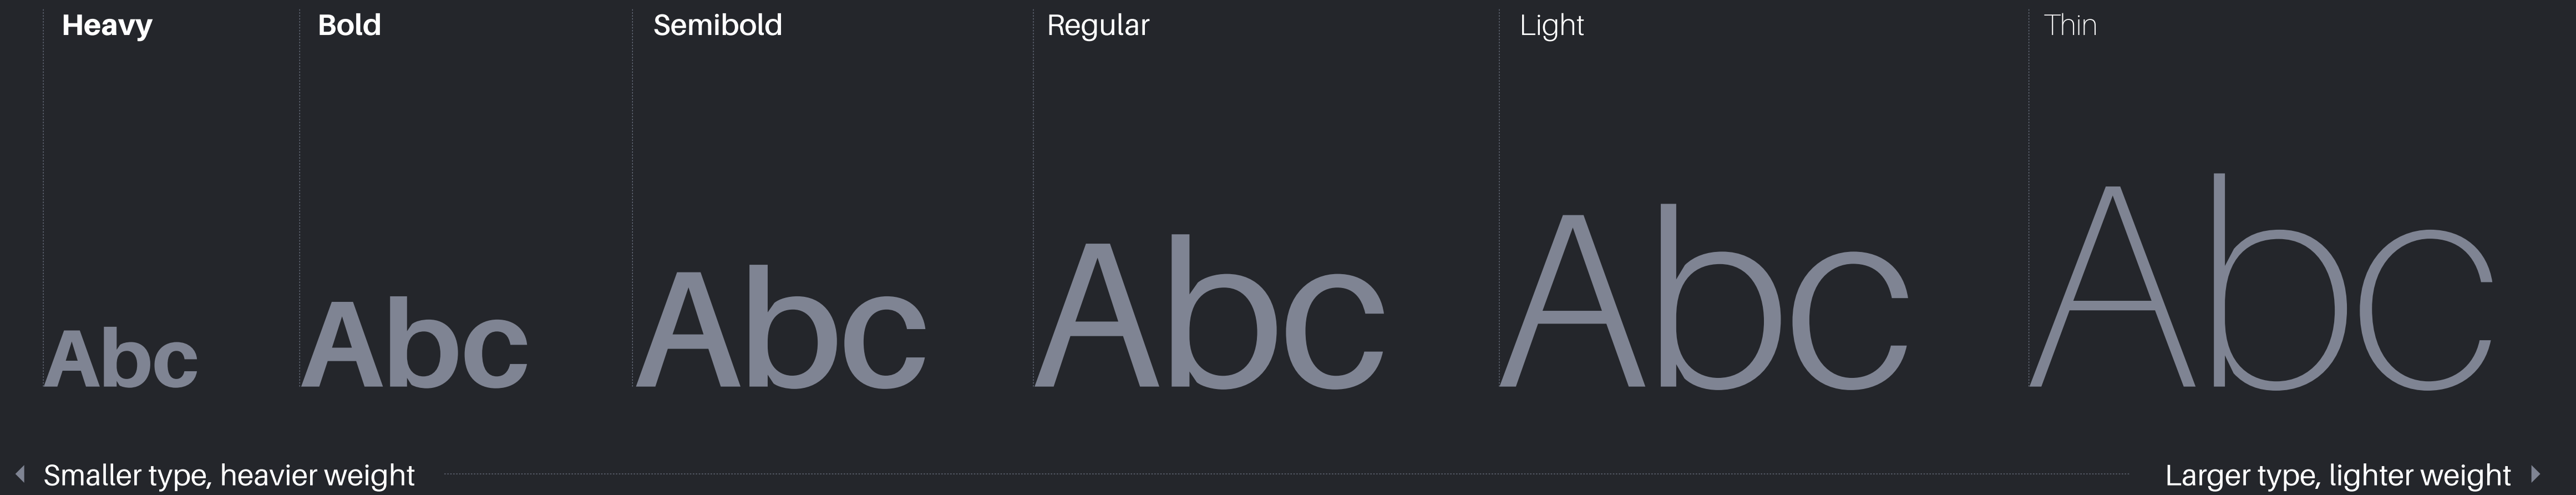 Heavy Bold Semibold Regular Light Thin
Abc Abc Abc Abc Abc Abc
Smaller type, heavier weight Larger type, lighter weight